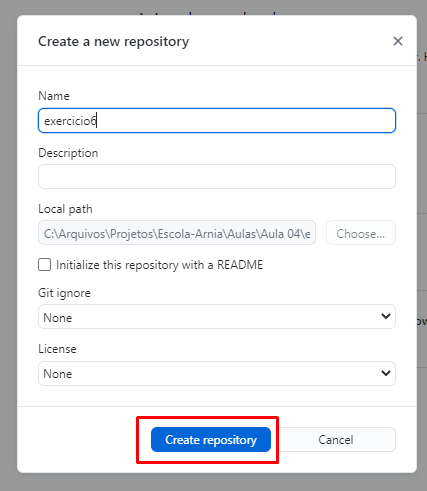 Create a new repository
Name
exercicio6
Description
Local path
C:\Arquivos\Projetos\Escola-Arnia\Aulas\Aula 04\e
Choose...
Initialize this repository with a README
Git ignore
None
License
None
Create repository
Cancel